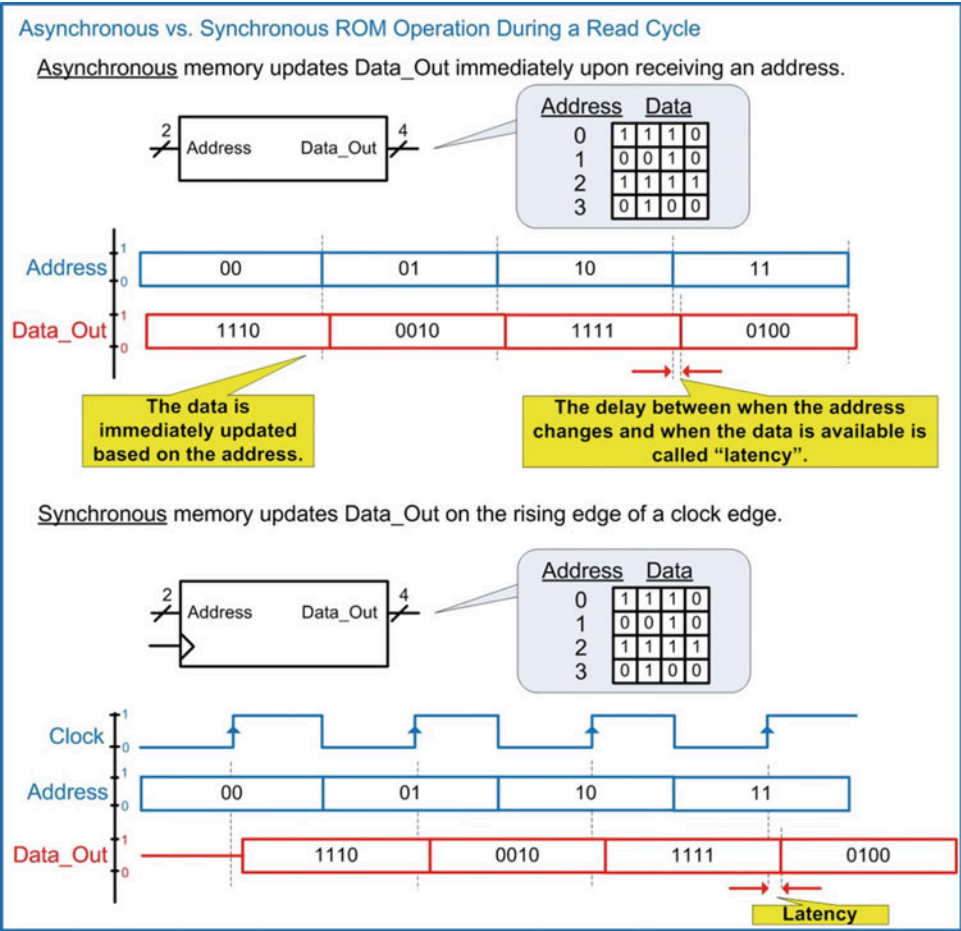 Asynchronous vs. Synchronous ROM Operation During a Read Cycle
Asynchronous memory updates Data_Out immediately upon receiving an address.
2
Address
Data_Out
4
Address Data
0 1 1 1 0
1 0 0 1 0
2 1 1 1 1
3 0 1 0 0
Address
1
0
00 01 10 11
Data_Out
1
0
1110 0010 1111 0100
The data is
immediately updated
based on the address.
The delay between when the address
changes and when the data is available is
called “latency”.
Synchronous memory updates Data_Out on the rising edge of a clock edge.
2
Address
Data_Out
4
Address Data
0 1 1 1 0
1 0 0 1 0
2 1 1 1 1
3 0 1 0 0
Clock
1
0
Address
1
0
00 01 10 11
Data_Out
1
0
1110 0010 1111 0100
Latency